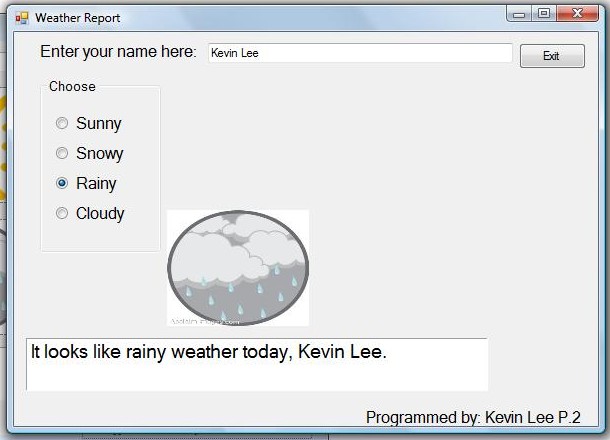 Weather Report
Enter your name here: Kevin Lee
Exit
Choose
Sunny
Snowy
Rainy
Cloudy
It looks like rainy weather today, Kevin Lee.
Programmed by: Kevin Lee P.2